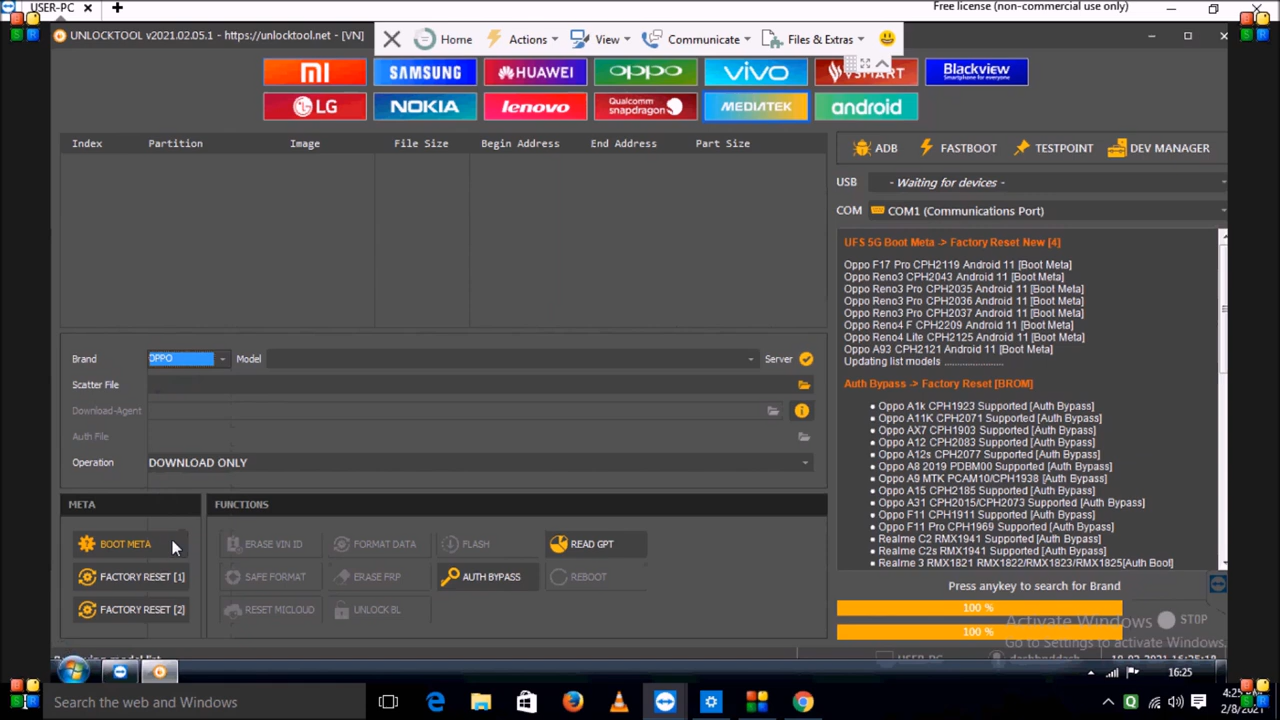 USER-PC
Free license (non-commercial use only)
UNLOCKTOOL v2021.02.05.1 - https://unlocktool.net - [VN]
Home
Actions
View
Communicate
Files & Extras
SAMSUNG
HUAWEI
oppo
vivo
VSMART
Blackview
Smartphone for everyone
LG
NOKIA
lenovo
Qualcomm
snapdragon
MEDIATEK
android
Index
Partition
Image
File Size
Begin Address
End Address
Part Size
ADB
FASTBOOT
TESTPOINT
DEV MANAGER
USB
- Waiting for devices -
COM
COM1 (Communications Port)
UFS 5G Boot Meta -> Factory Reset New [4]
Oppo F17 Pro CPH2119 Android 11 [Boot Meta]
Oppo Reno3 CPH2043 Android 11 [Boot Meta]
Oppo Reno3 Pro CPH2035 Android 11 [Boot Meta]
Oppo Reno3 Pro CPH2036 Android 11 [Boot Meta]
Oppo Reno3 Pro CPH2037 Android 11 [Boot Meta]
Oppo Reno4 F CPH2209 Android 11 [Boot Meta]
Oppo Reno4 Lite CPH2125 Android 11 [Boot Meta]
Oppo A93 CPH2121 Android 11 [Boot Meta]
Updating list models .......................
Auth Bypass -> Factory Reset [BROM]
• Oppo A1k CPH1923 Supported [Auth Bypass]
• Oppo A11K CPH2071 Supported [Auth Bypass]
• Oppo AX7 CPH1903 Supported [Auth Bypass]
• Oppo A12 CPH2083 Supported [Auth Bypass]
• Oppo A12s CPH2077 Supported [Auth Bypass]
• Oppo A8 2019 PDBM00 Supported [Auth Bypass]
• Oppo A9 MTK PCAM10/CPH1938 [Auth Bypass]
• Oppo A15 CPH2185 Supported [Auth Bypass]
• Oppo A31 CPH2015/CPH2073 Supported [Auth Bypass]
• Oppo F11 CPH1911 Supported [Auth Bypass]
• Oppo F11 Pro CPH1969 Supported [Auth Bypass]
• Realme C2 RMX1941 Supported [Auth Bypass]
• Realme C2s RMX1941 Supported [Auth Bypass]
• Realme 3 RMX1821 RMX1822/RMX1823/RMX1825[Auth Bool]
Brand
OPPO
Model
Server
Scatter File
Download-Agent
Auth File
Operation
DOWNLOAD ONLY
META
FUNCTIONS
BOOT META
ERASE VIN ID
FORMAT DATA
FLASH
READ GPT
FACTORY RESET [1]
SAFE FORMAT
ERASE FRP
AUTH BYPASS
REBOOT
FACTORY RESET [2]
RESET MICLOUD
UNLOCK BL
Press anykey to search for Brand
100 %
100 %
STOP
Activate Windows
Go to Settings to activate Windows.
USER-PC
16:25
Search the web and Windows
2/8/2021